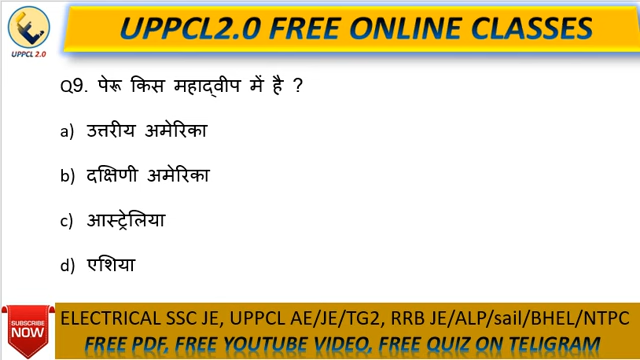 UPPCL2.0 FREE ONLINE CLASSES
UPPCL 2.0
Q9. पेरू किस महाद्वीप में है ?
a) उत्तरीय अमेरिका
b) दक्षिणी अमेरिका
c) आस्ट्रेलिया
d) एशिया
SUBSCRIBE
NOW
ELECTRICAL SSC JE, UPPCL AE/JE/TG2, RRB JE/ALP/sail/BHEL/NTPC
FREE PDF, FREE YOUTUBE VIDEO, FREE QUIZ ON TELIGRAM